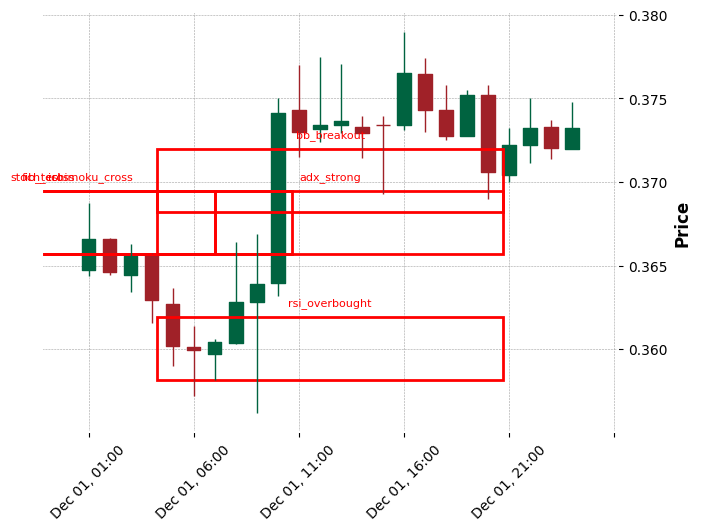 0.380
0.375
bb_breakout
ichimoku_cross
adx_strong
0.370
Price
0.365
rsi_overbought
0.360
Dec 01, 01:00
Dec 01, 06:00
Dec 01, 11:00
Dec 01, 16:00
Dec 01, 21:00